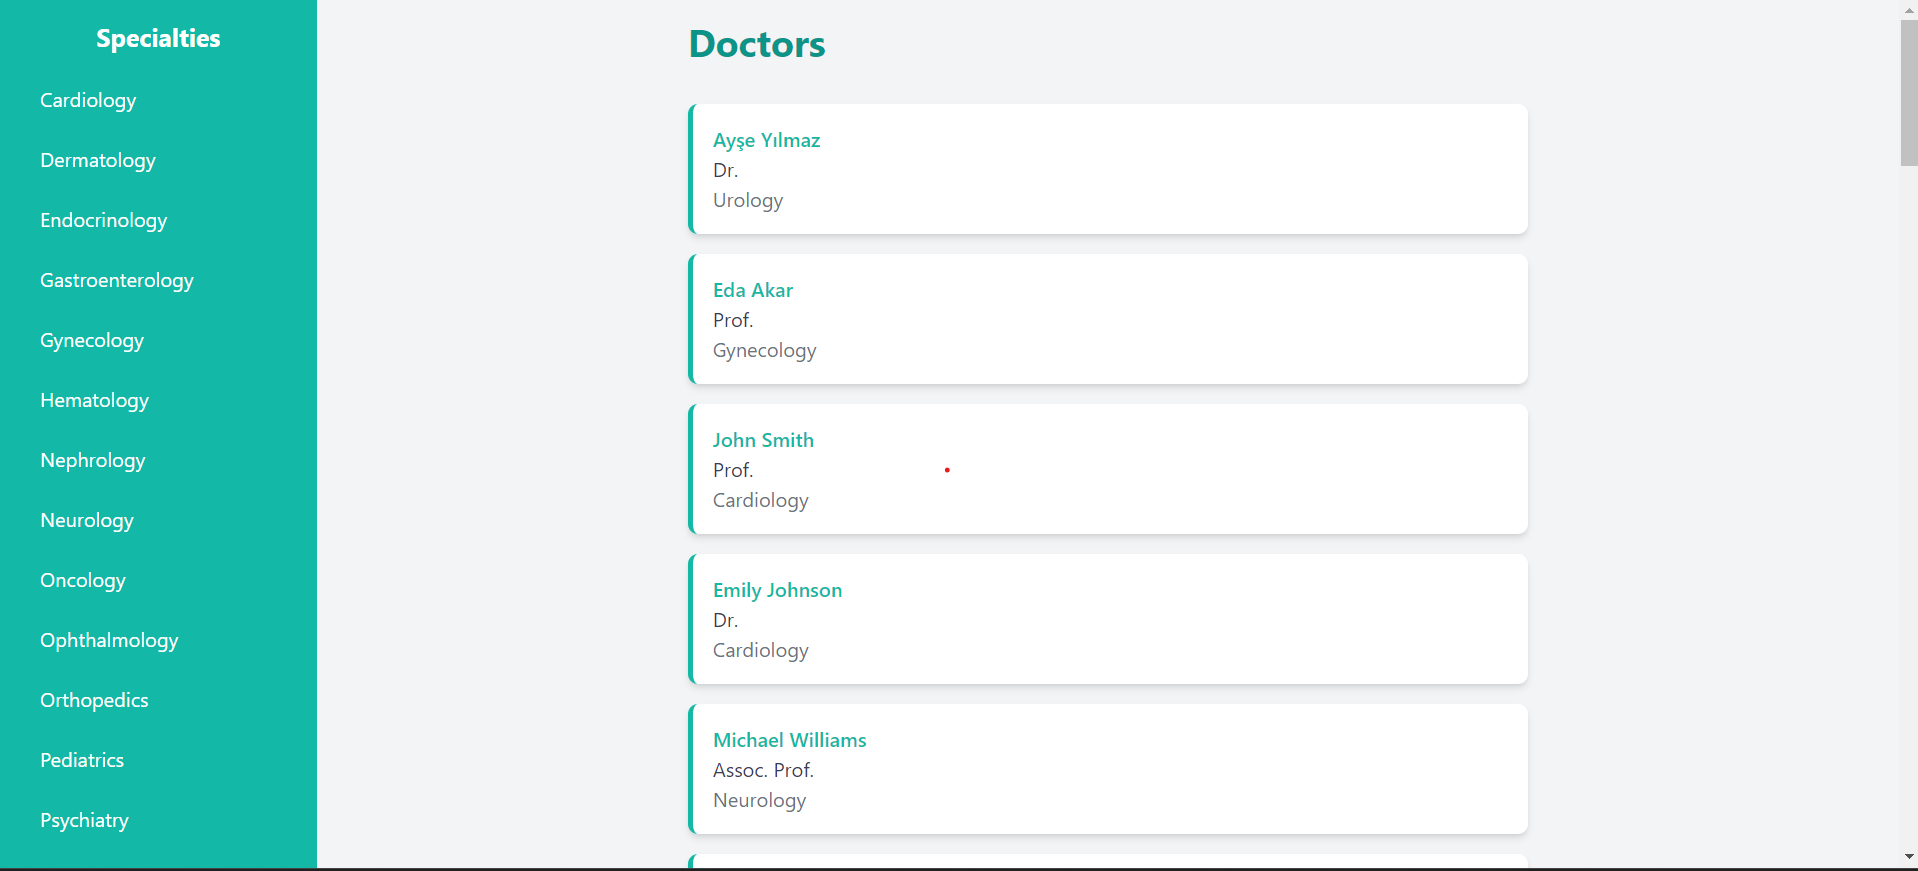 Specialties
Cardiology
Dermatology
Endocrinology
Gastroenterology
Gynecology
Hematology
Nephrology
Neurology
Oncology
Ophthalmology
Orthopedics
Pediatrics
Psychiatry
Doctors
Ayşe Yılmaz
Dr.
Urology
Eda Akar
Prof.
Gynecology
John Smith
Prof.
Cardiology
Emily Johnson
Dr.
Cardiology
Michael Williams
Assoc. Prof.
Neurology